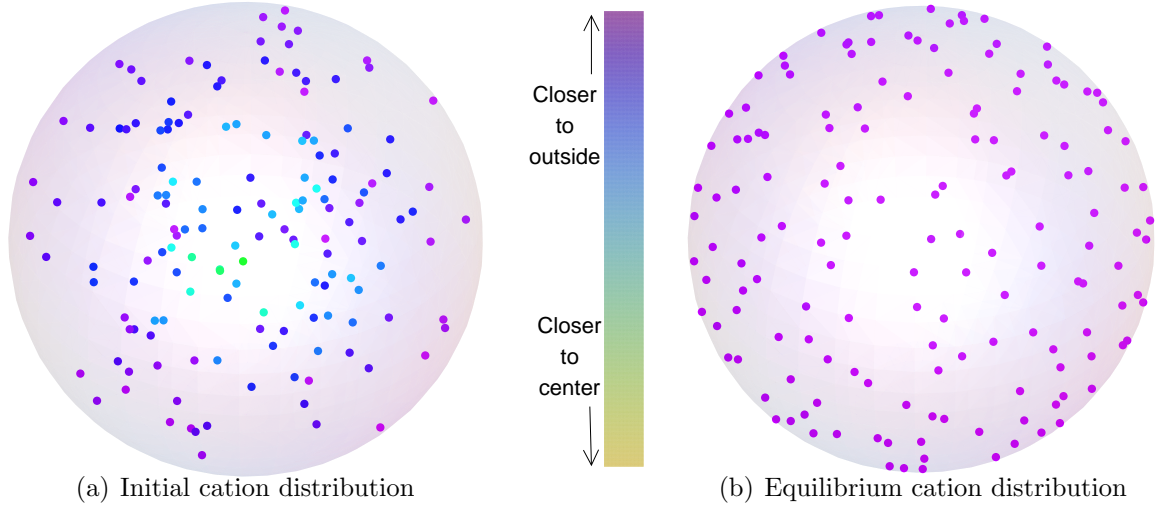 Closer
to
outside
Closer
to
center
(a) Initial cation distribution
(b) Equilibrium cation distribution